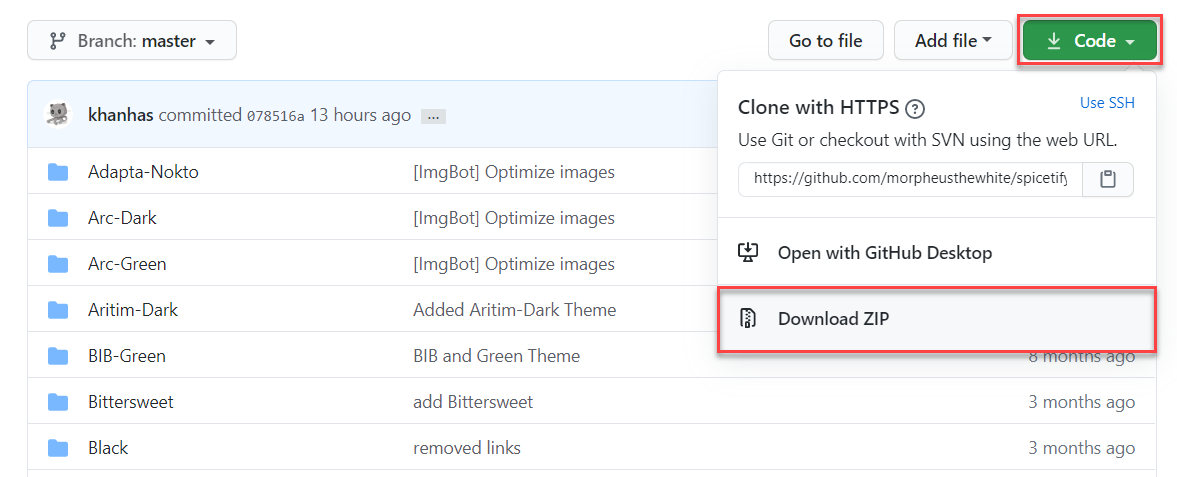 Branch: master
Go to file
Add file
Code
khanhas committed 078516a 13 hours ago ...
Clone with HTTPS ?
Use SSH
Use Git or checkout with SVN using the web URL.
https://github.com/morpheusthewhite/spicetify
Open with GitHub Desktop
Download ZIP
Adapta-Nokto [ImgBot] Optimize images
Arc-Dark [ImgBot] Optimize images
Arc-Green [ImgBot] Optimize images
Aritim-Dark Added Aritim-Dark Theme
BIB-Green BIB and Green Theme 8 months ago
Bittersweet add Bittersweet 3 months ago
Black removed links 3 months ago